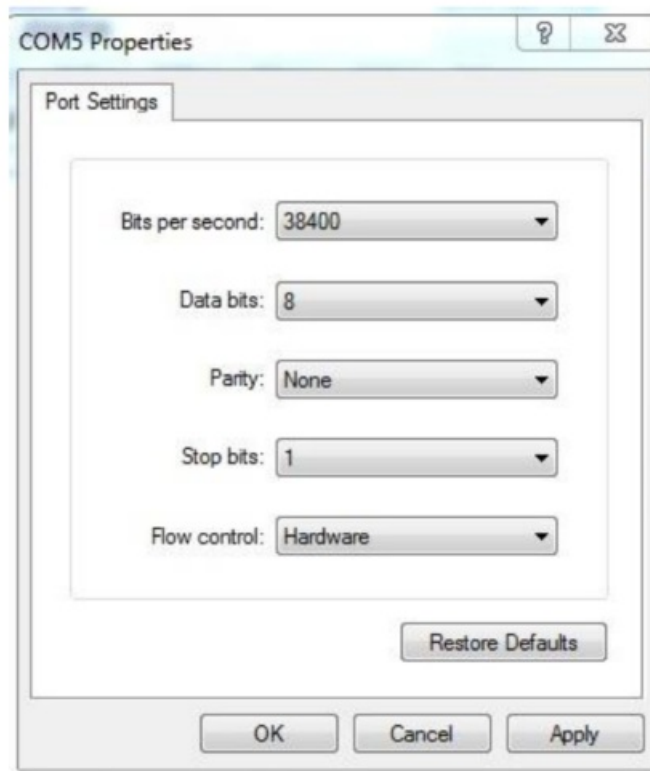 COM5 Properties
Port Settings
Bits per second: 38400
Data bits: 8
Parity: None
Stop bits: 1
Flow control: Hardware
Restore Defaults
OK Cancel Apply